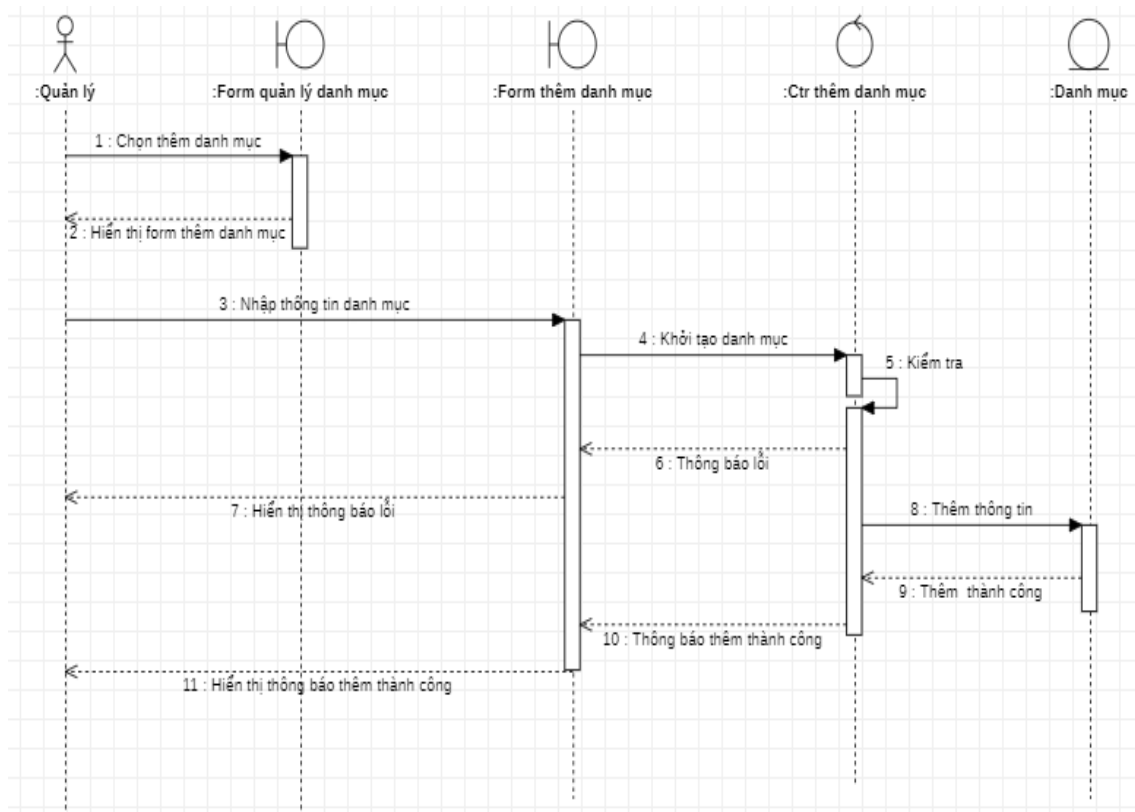 :Quản lý
:Form quản lý danh mục
:Form thêm danh mục
:Ctr thêm danh mục
:Danh mục
1 : Chọn thêm danh mục
2 : Hiển thị form thêm danh mục
3 : Nhập thông tin danh mục
4 : Khởi tạo danh mục
5 : Kiểm tra
6 : Thông báo lỗi
7 : Hiển thị thông báo lỗi
8 : Thêm thông tin
9 : Thêm thành công
10 : Thông báo thêm thành công
11 : Hiển thị thông báo thêm thành công